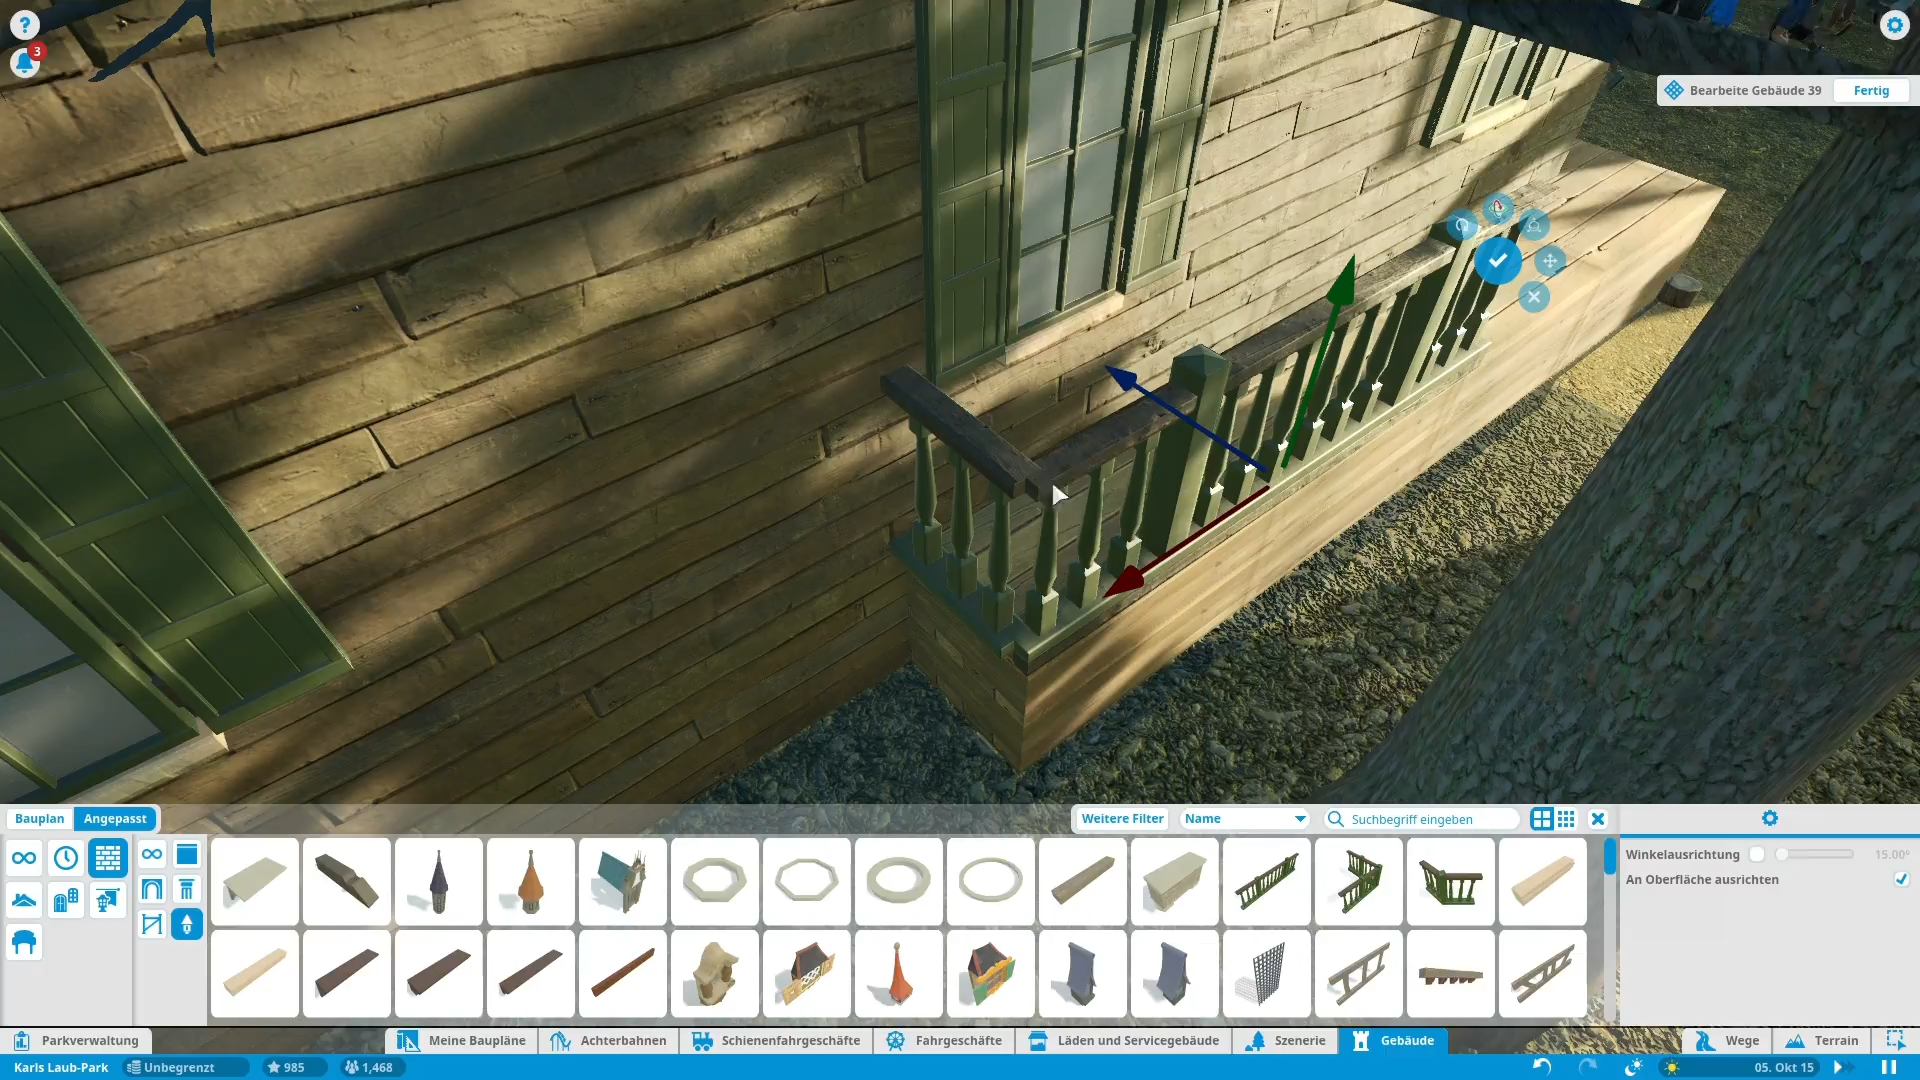 ?
3
Bearbeite Gebäude 39
Fertig
Bauplan
Angepasst
Weitere Filter
Name
Suchbegriff eingeben
Winkelausrichtung
15.00°
An Oberfläche ausrichten
Parkverwaltung
Meine Baupläne
Achterbahnen
Schienenfahrgeschäfte
Fahrgeschäfte
Läden und Servicegebäude
Szenerie
Gebäude
Wege
Terrain
Karls Laub-Park
Unbegrenzt
985
1,468
05. Okt 15